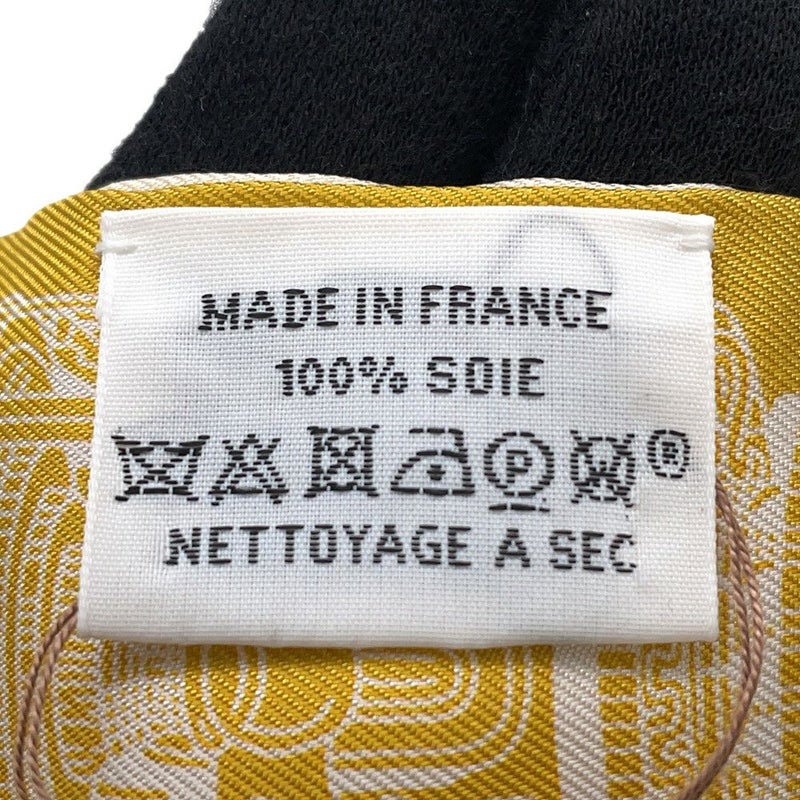 MADE IN FRANCE
100% SOIE
P W ®
NETTOYAGE A SEC